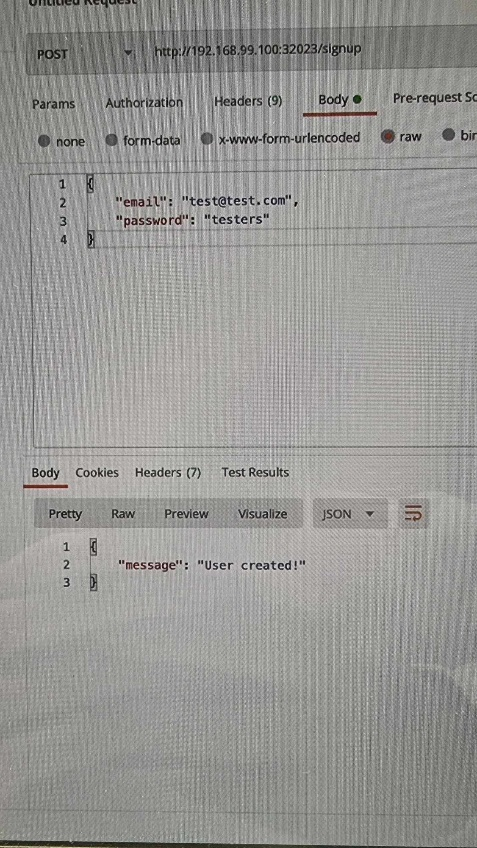 Untitled Request
POST http://192.168.99.100:32023/signup
Params Authorization Headers (9) Body Pre-request Sc
none form-data x-www-form-urlencoded raw bin
1 {
2 "email": "test@test.com",
3 "password": "testers"
4 }
Body Cookies Headers (7) Test Results
Pretty Raw Preview Visualize JSON
1 {
2 "message": "User created!"
3 }